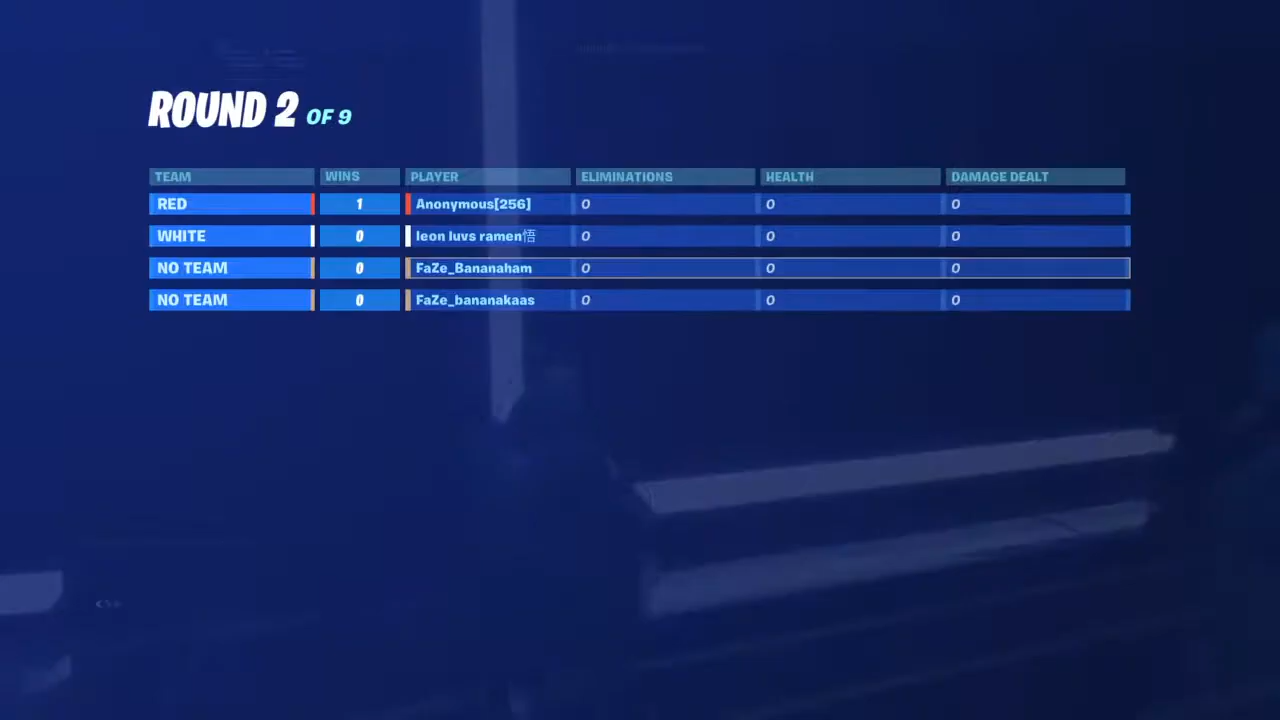 ROUND 2 OF 9
TEAM WINS PLAYER ELIMINATIONS HEALTH DAMAGE DEALT
RED 1 Anonymous[256] 0 0 0
WHITE 0 leon luvs ramen悟 0 0 0
NO TEAM 0 FaZe_Bananaham 0 0 0
NO TEAM 0 FaZe_bananakaas 0 0 0